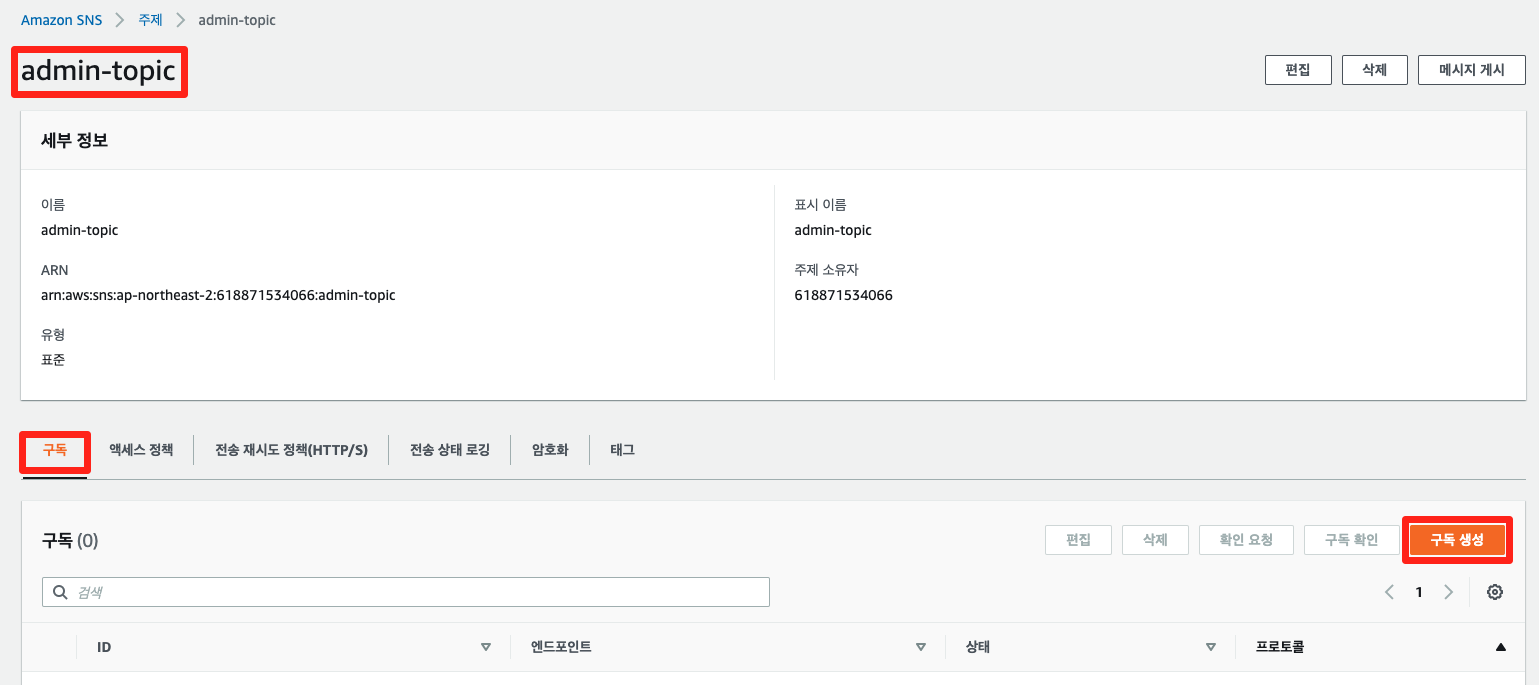 Amazon SNS 주제 admin-topic
admin-topic
편집 삭제 메시지 게시
세부 정보
이름
admin-topic
표시 이름
admin-topic
ARN
arn:aws:sns:ap-northeast-2:618871534066:admin-topic
주제 소유자
618871534066
유형
표준
구독 액세스 정책 전송 재시도 정책(HTTP/S) 전송 상태 로깅 암호화 태그
구독 (0)
편집 삭제 확인 요청 구독 확인 구독 생성
검색
1
ID 엔드포인트 상태 프로토콜